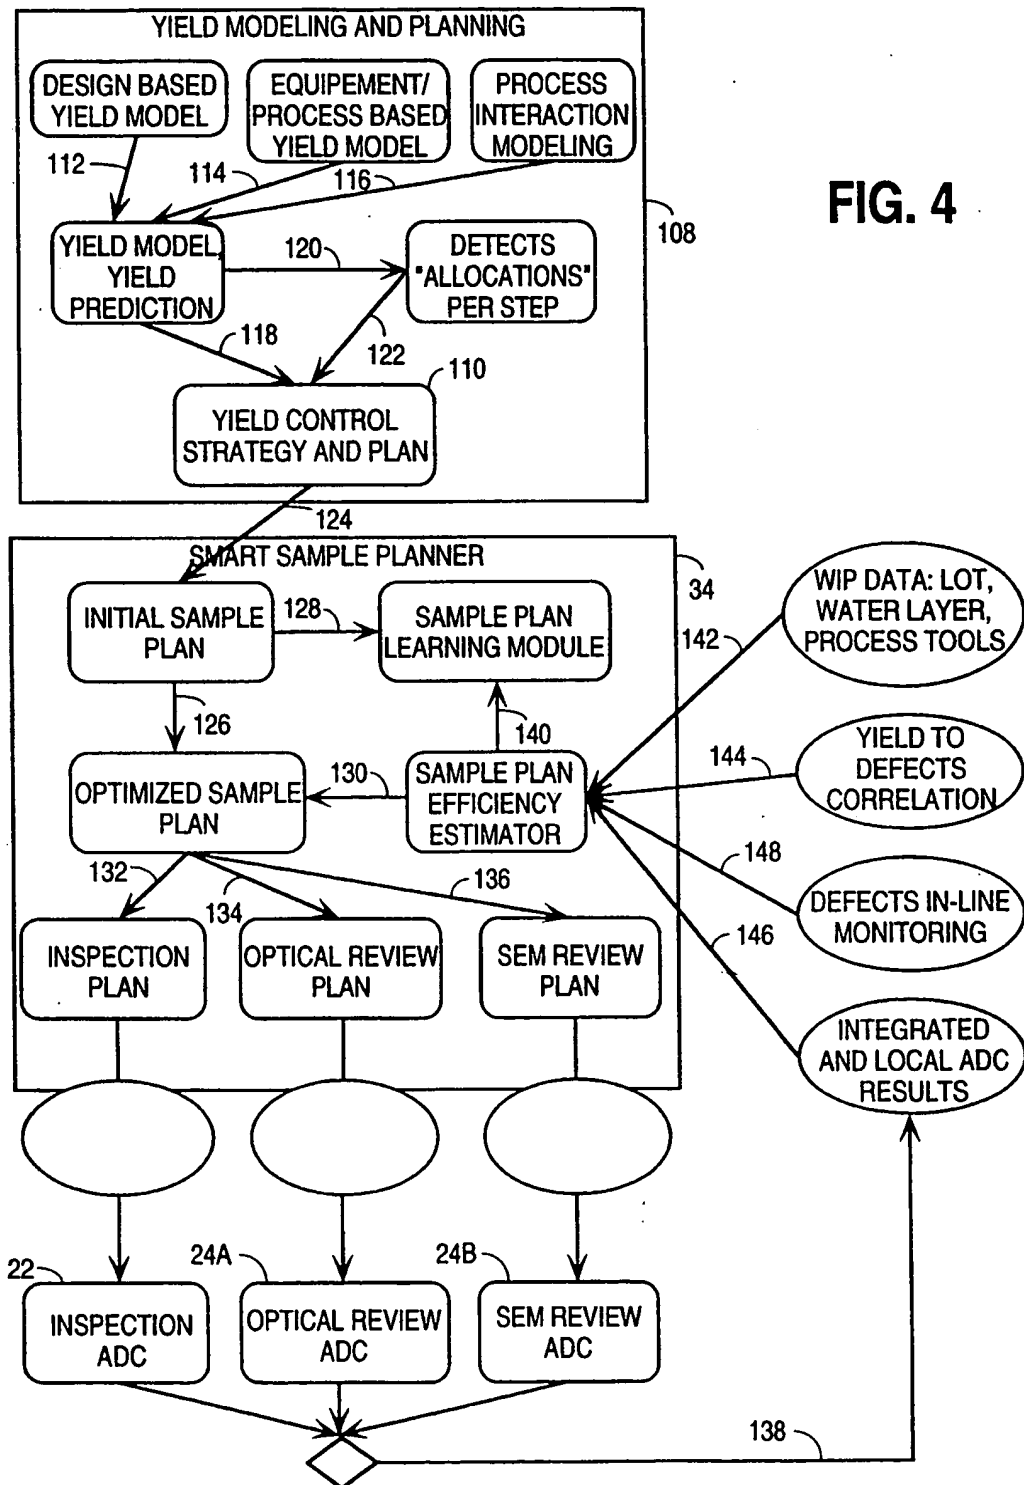 YIELD MODELING AND PLANNING
DESIGN BASED
YIELD MODEL
EQUIPEMENT/
PROCESS BASED
YIELD MODEL
PROCESS
INTERACTION
MODELING
112
114
116
FIG. 4
108
YIELD MODEL,
YIELD
PREDICTION
120
DETECTS
"ALLOCATIONS"
PER STEP
118
122
110
YIELD CONTROL
STRATEGY AND PLAN
124
SMART SAMPLE PLANNER
34
INITIAL SAMPLE
PLAN
128
SAMPLE PLAN
LEARNING MODULE
142
WIP DATA: LOT,
WATER LAYER,
PROCESS TOOLS
126
140
OPTIMIZED SAMPLE
PLAN
130
SAMPLE PLAN
EFFICIENCY
ESTIMATOR
144
YIELD TO
DEFECTS
CORRELATION
132
134
136
148
DEFECTS IN-LINE
MONITORING
146
INSPECTION
PLAN
OPTICAL REVIEW
PLAN
SEM REVIEW
PLAN
INTEGRATED
AND LOCAL ADC
RESULTS
22
24A
24B
INSPECTION
ADC
OPTICAL REVIEW
ADC
SEM REVIEW
ADC
138